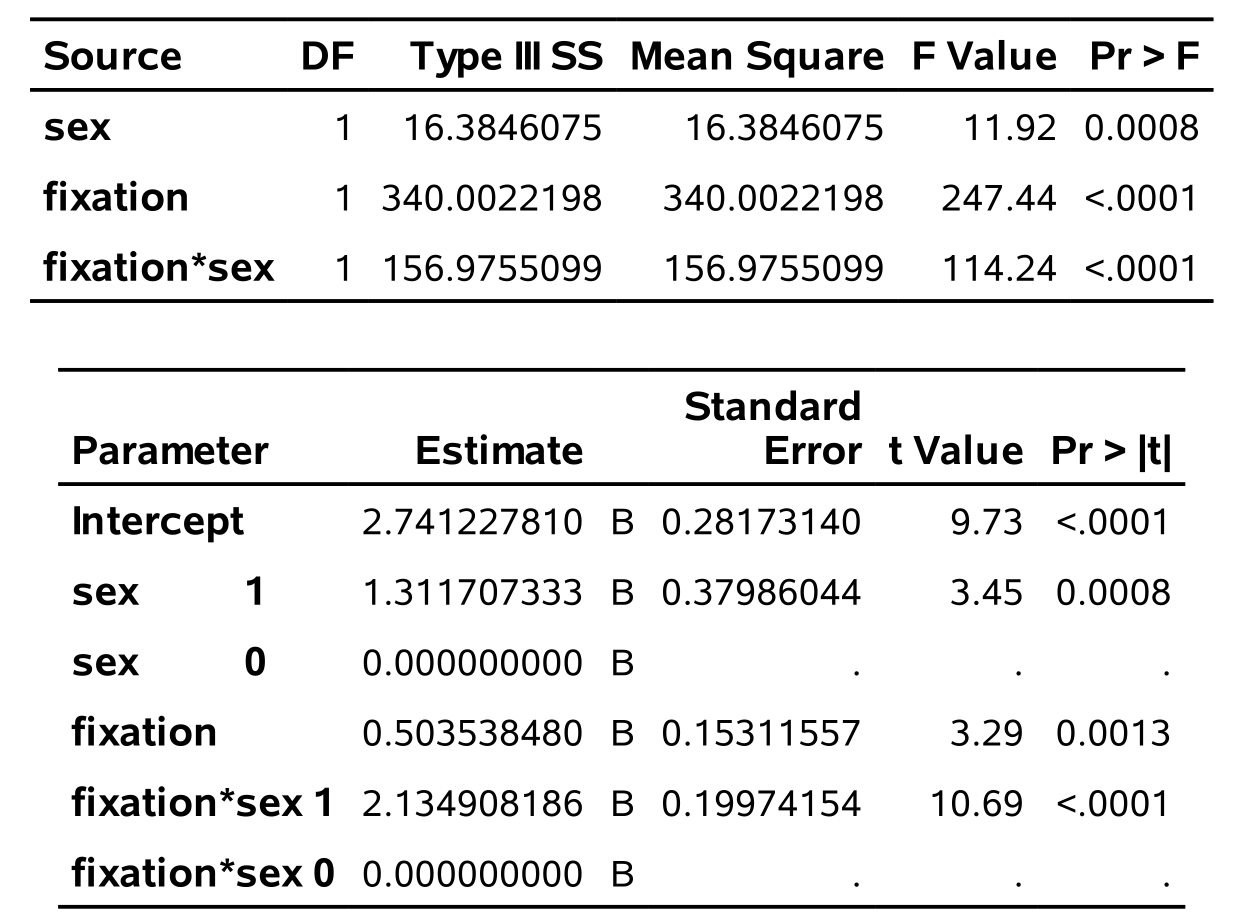 Source DF Type III SS Mean Square F Value Pr > F
sex 1 16.3846075 16.3846075 11.92 0.0008
fixation 1 340.0022198 340.0022198 247.44 <.0001
fixation*sex 1 156.9755099 156.9755099 114.24 <.0001
Parameter Estimate Standard Error t Value Pr > |t|
Intercept 2.741227810 B 0.28173140 9.73 <.0001
sex 1 1.311707333 B 0.37986044 3.45 0.0008
sex 0 0.000000000 B . . .
fixation 0.503538480 B 0.15311557 3.29 0.0013
fixation*sex 1 2.134908186 B 0.19974154 10.69 <.0001
fixation*sex 0 0.000000000 B . . .